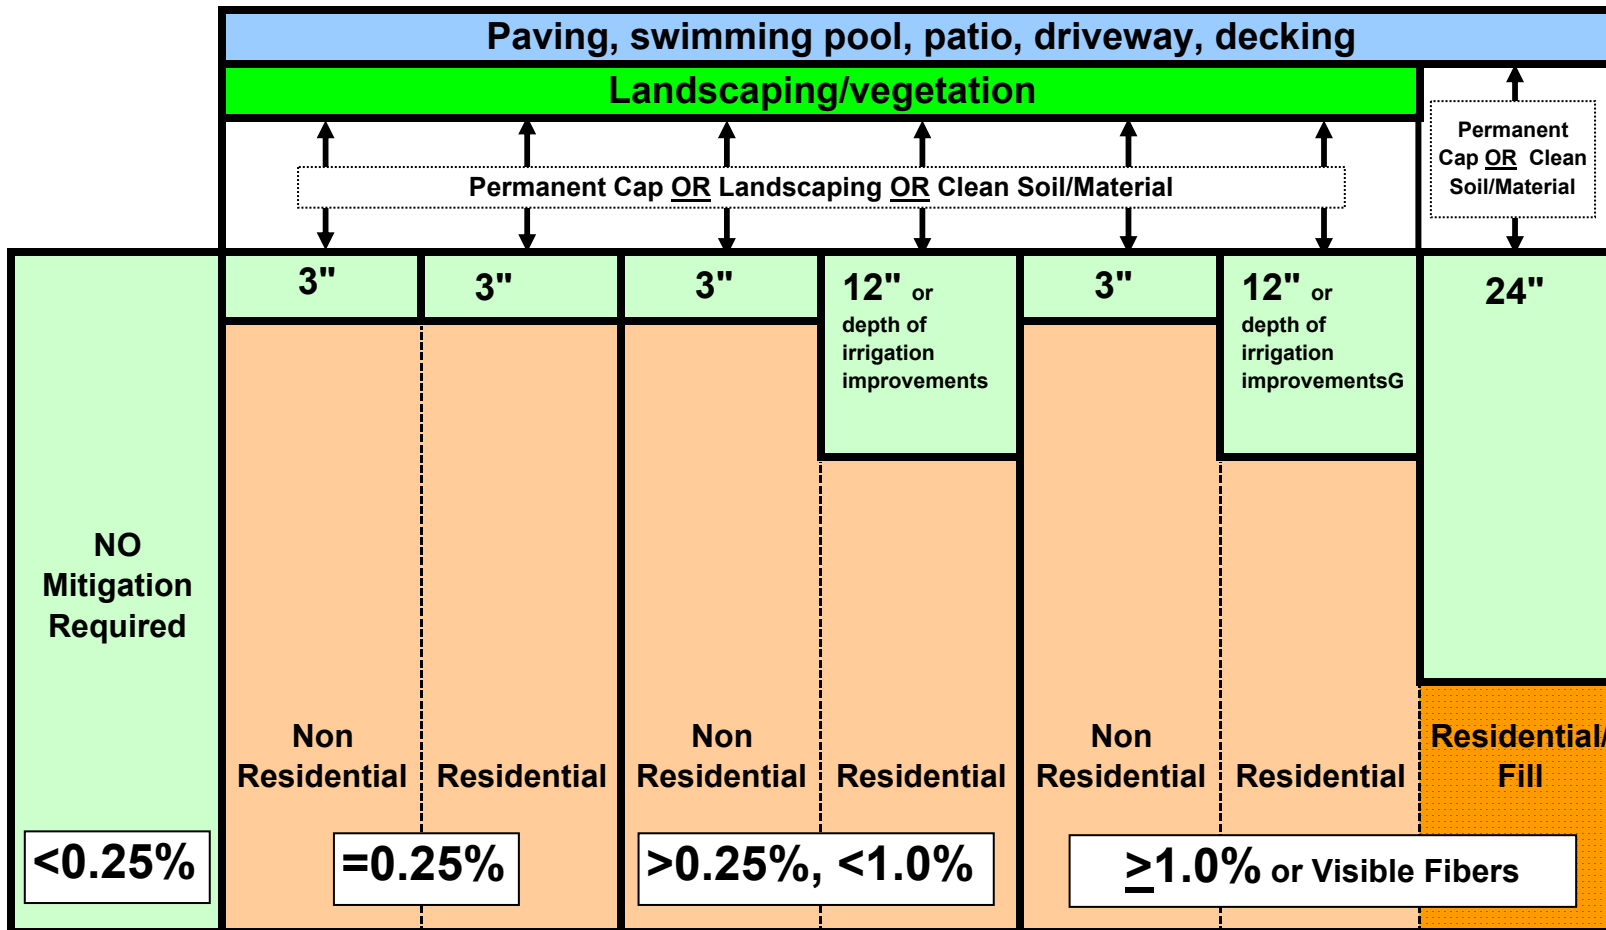 Paving, swimming pool, patio, driveway, decking
Landscaping/vegetation
Permanent Cap OR Landscaping OR Clean Soil/Material
Permanent
Cap OR Clean
Soil/Material
3"
3"
3"
12" or
depth of
irrigation
improvements
3"
12" or
depth of
irrigation
improvementsG
24"
NO
Mitigation
Required
Non
Residential
Residential
Non
Residential
Residential
Non
Residential
Residential
Residential/
Fill
<0.25%
=0.25%
>0.25%, <1.0%
≥1.0% or Visible Fibers